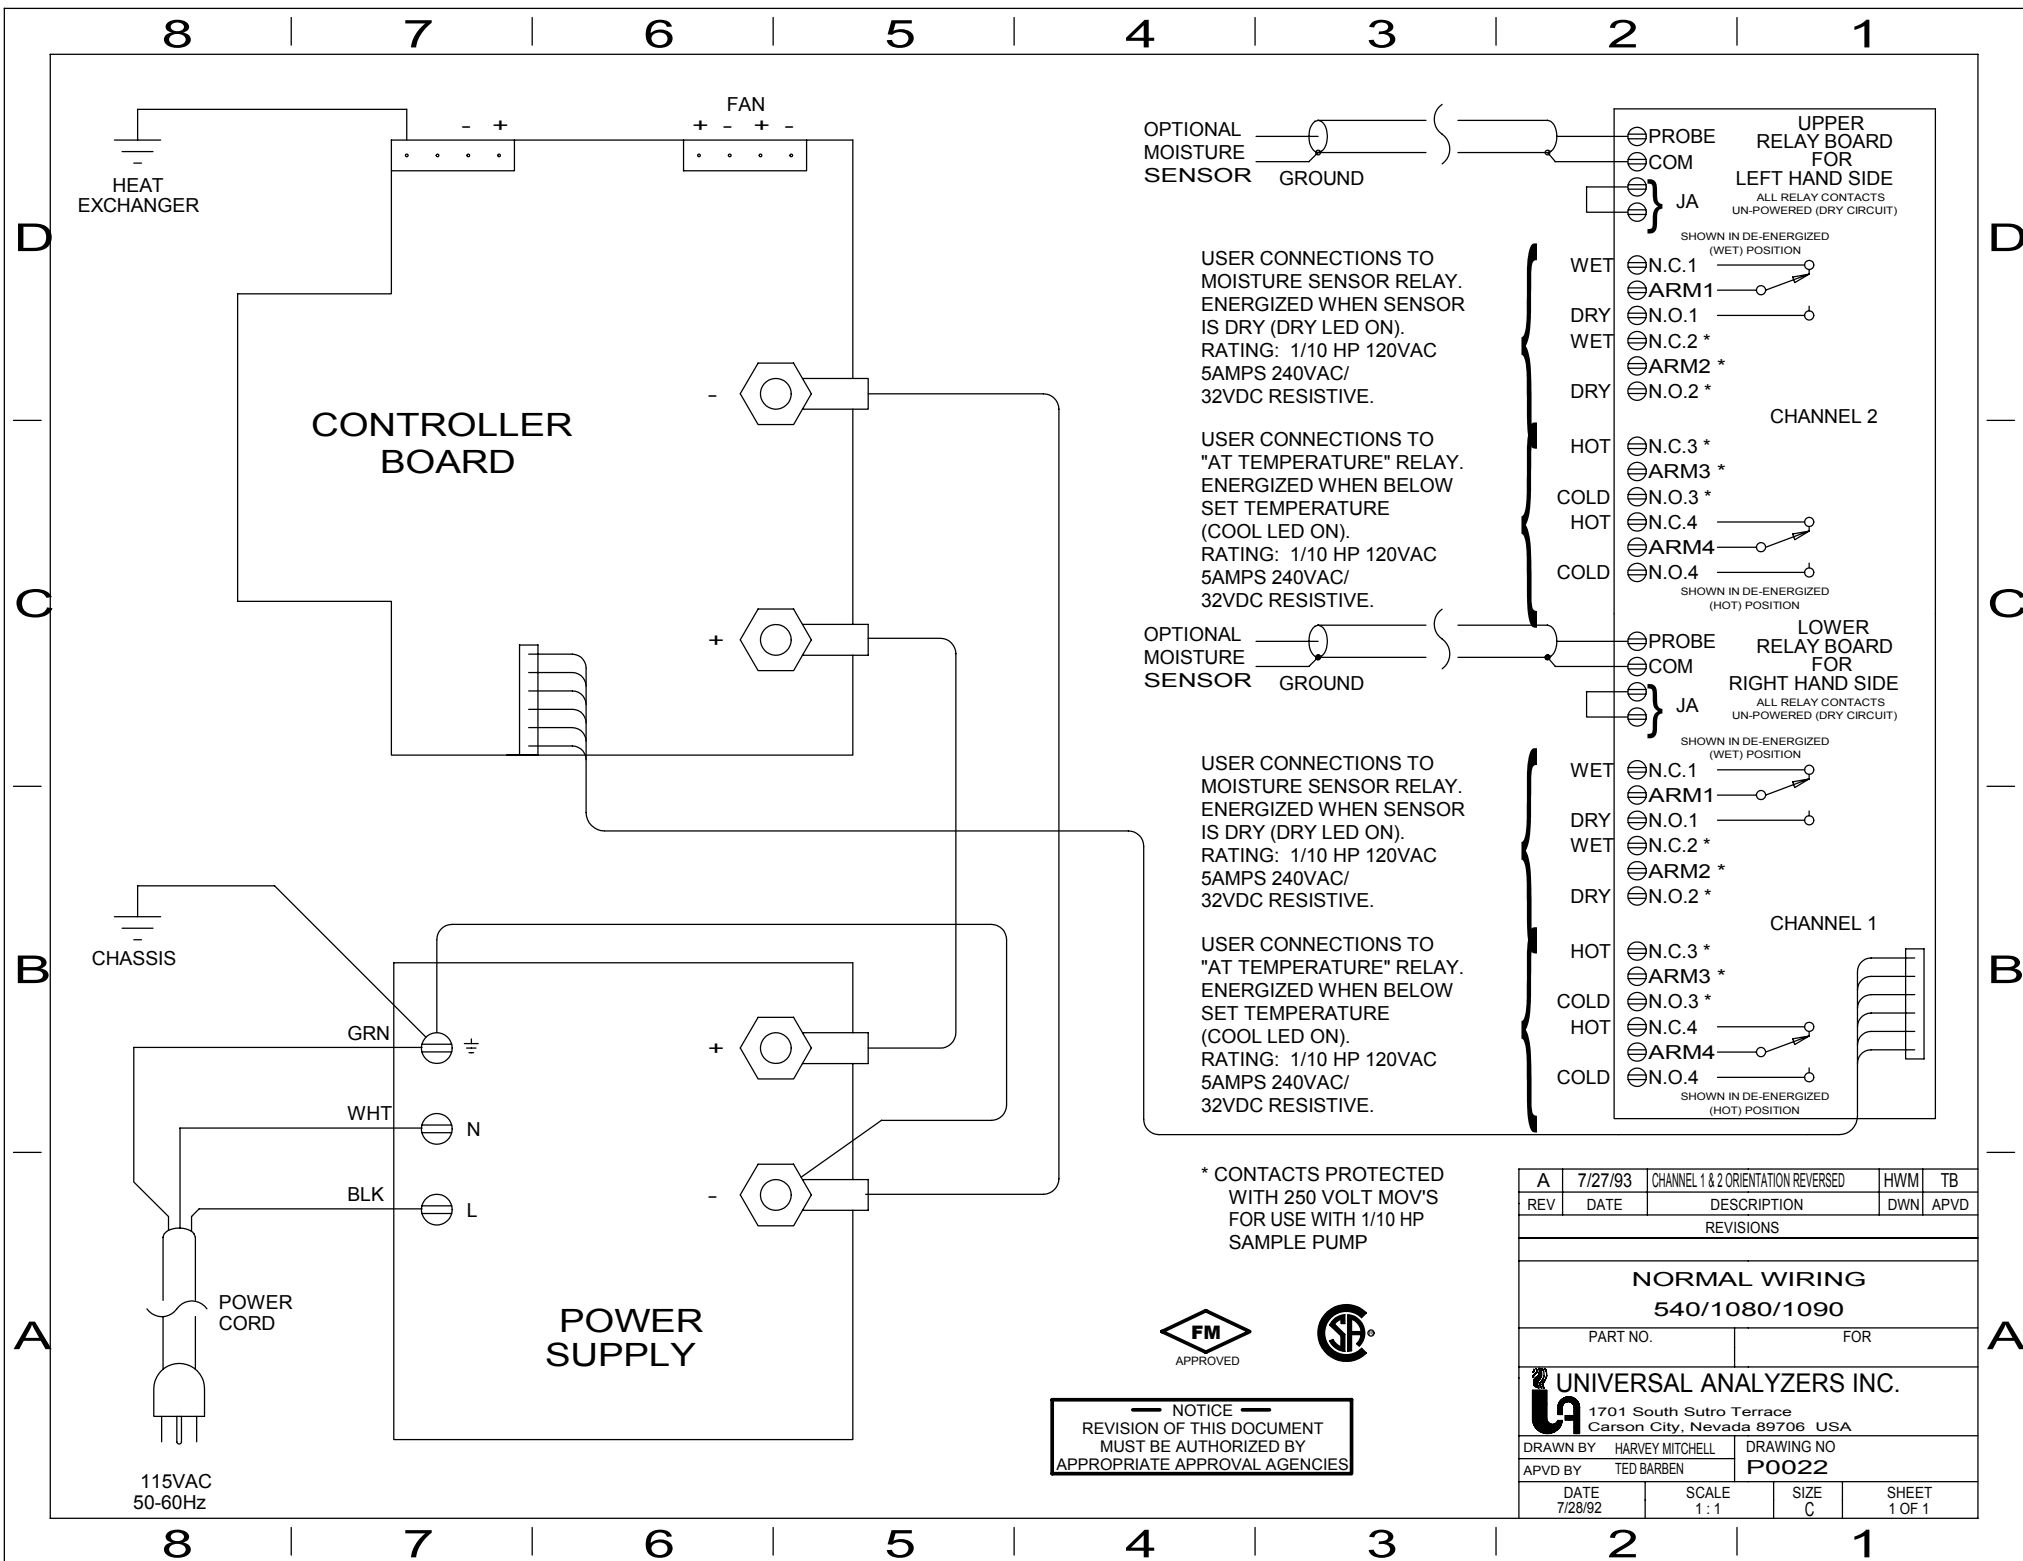 8 7 6 5 4 3 2 1
D
C
B
A
HEAT
EXCHANGER
- +
FAN
+ - + -
CONTROLLER
BOARD
-
+
CHASSIS
GRN
WHT
N
BLK
L
+
-
POWER
CORD
POWER
SUPPLY
115VAC
50-60Hz
OPTIONAL
MOISTURE
SENSOR
GROUND
USER CONNECTIONS TO
MOISTURE SENSOR RELAY.
ENERGIZED WHEN SENSOR
IS DRY (DRY LED ON).
RATING: 1/10 HP 120VAC
5AMPS 240VAC/
32VDC RESISTIVE.
USER CONNECTIONS TO
"AT TEMPERATURE" RELAY.
ENERGIZED WHEN BELOW
SET TEMPERATURE
(COOL LED ON).
RATING: 1/10 HP 120VAC
5AMPS 240VAC/
32VDC RESISTIVE.
PROBE
COM
JA
UPPER
RELAY BOARD
FOR
LEFT HAND SIDE
ALL RELAY CONTACTS
UN-POWERED (DRY CIRCUIT)
SHOWN IN DE-ENERGIZED
(WET) POSITION
WET N.C.1
ARM1
DRY N.O.1
WET N.C.2 *
ARM2 *
DRY N.O.2 *
CHANNEL 2
HOT N.C.3 *
ARM3 *
COLD N.O.3 *
HOT N.C.4
ARM4
COLD N.O.4
SHOWN IN DE-ENERGIZED
(HOT) POSITION
OPTIONAL
MOISTURE
SENSOR
GROUND
USER CONNECTIONS TO
MOISTURE SENSOR RELAY.
ENERGIZED WHEN SENSOR
IS DRY (DRY LED ON).
RATING: 1/10 HP 120VAC
5AMPS 240VAC/
32VDC RESISTIVE.
USER CONNECTIONS TO
"AT TEMPERATURE" RELAY.
ENERGIZED WHEN BELOW
SET TEMPERATURE
(COOL LED ON).
RATING: 1/10 HP 120VAC
5AMPS 240VAC/
32VDC RESISTIVE.
PROBE
COM
JA
LOWER
RELAY BOARD
FOR
RIGHT HAND SIDE
ALL RELAY CONTACTS
UN-POWERED (DRY CIRCUIT)
SHOWN IN DE-ENERGIZED
(WET) POSITION
WET N.C.1
ARM1
DRY N.O.1
WET N.C.2 *
ARM2 *
DRY N.O.2 *
CHANNEL 1
HOT N.C.3 *
ARM3 *
COLD N.O.3 *
HOT N.C.4
ARM4
COLD N.O.4
SHOWN IN DE-ENERGIZED
(HOT) POSITION
* CONTACTS PROTECTED
WITH 250 VOLT MOV'S
FOR USE WITH 1/10 HP
SAMPLE PUMP
FM
APPROVED
NOTICE
REVISION OF THIS DOCUMENT
MUST BE AUTHORIZED BY
APPROPRIATE APPROVAL AGENCIES
A 7/27/93 CHANNEL 1 & 2 ORIENTATION REVERSED HWM TB
REV DATE DESCRIPTION DWN APVD
REVISIONS
NORMAL WIRING
540/1080/1090
PART NO. FOR
UNIVERSAL ANALYZERS INC.
1701 South Sutro Terrace
Carson City, Nevada 89706 USA
DRAWN BY HARVEY MITCHELL
APVD BY TED BARBEN
DRAWING NO
P0022
DATE
7/28/92
SCALE
1 : 1
SIZE
C
SHEET
1 OF 1
D
C
B
A
8 7 6 5 4 3 2 1